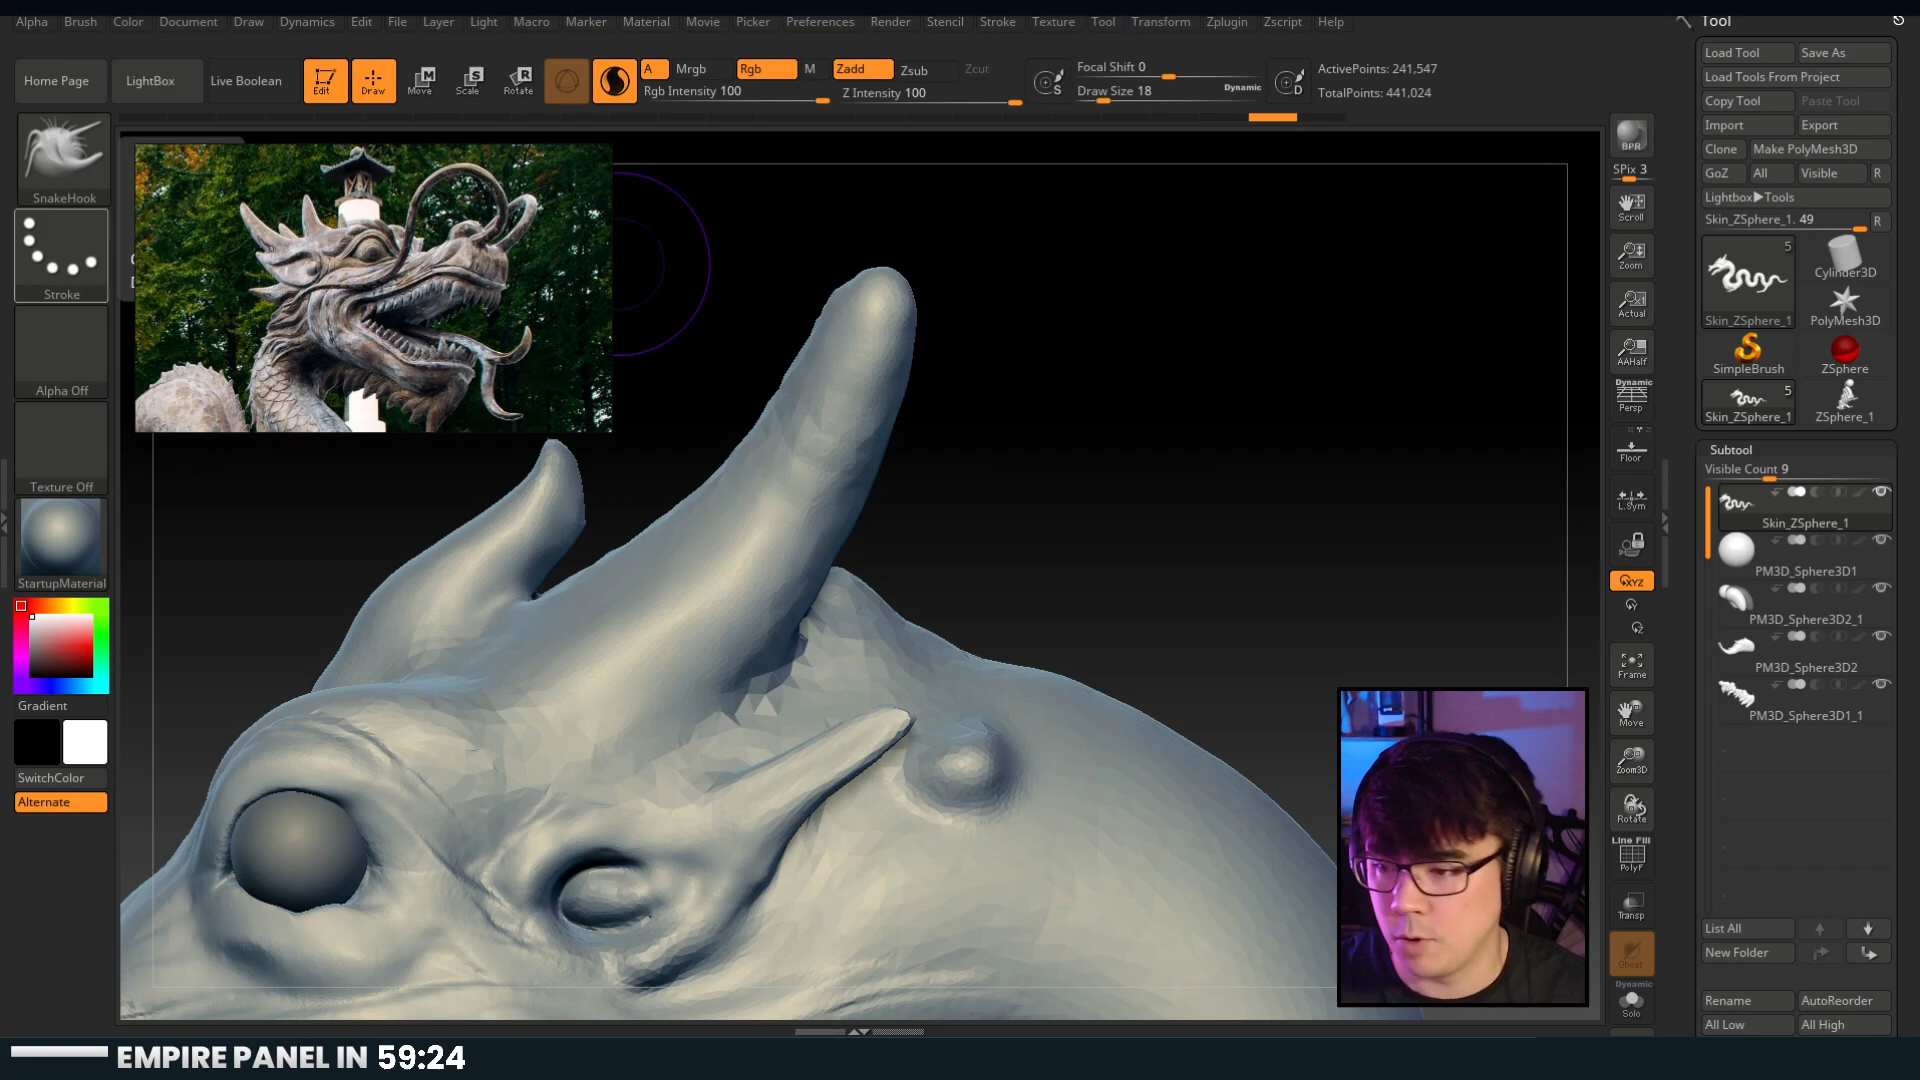 Alpha Brush Color Document Draw Dynamics Edit File Layer Light Macro Marker Material Movie Picker Preferences Render Stencil Stroke Texture Tool Transform Zplugin Zscript Help
Tool
Home Page LightBox Live Boolean Edit Draw Move Scale Rotate
A Mrgb Rgb M Zadd Zsub Zcut
Rgb Intensity 100 Z Intensity 100
Focal Shift 0
Draw Size 18 Dynamic
ActivePoints: 241,547
TotalPoints: 441,024
Load Tool Save As
Load Tools From Project
Copy Tool Paste Tool
Import Export
Clone Make PolyMesh3D
GoZ All Visible R
Lightbox▶Tools
Skin_ZSphere_1. 49 R
5
Skin_ZSphere_1
Cylinder3D
PolyMesh3D
SimpleBrush ZSphere
5
Skin_ZSphere_1 ZSphere_1
Subtool
Visible Count 9
Skin_ZSphere_1
PM3D_Sphere3D1
PM3D_Sphere3D2_1
PM3D_Sphere3D2
PM3D_Sphere3D1_1
List All
New Folder
Rename AutoReorder
All Low All High
SnakeHook
Stroke
Alpha Off
Texture Off
StartupMaterial
Gradient
SwitchColor
Alternate
BPR
SPix 3
Scroll
Zoom
Actual
AAHalf
Dynamic
Persp
Floor
L.Sym
XYZ
Y
Z
Frame
Move
Zoom3D
Rotate
Line Fill
PolyF
Transp
Ghost
Dynamic
Solo
EMPIRE PANEL IN 59:24